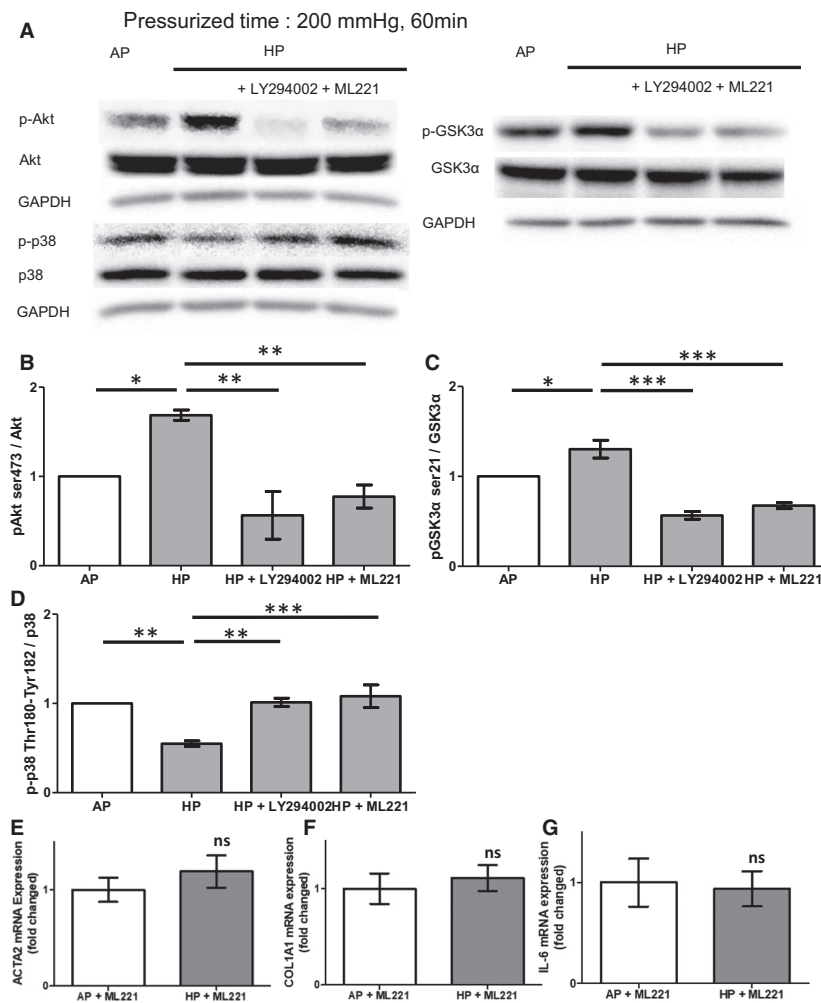 Pressurized time : 200 mmHg, 60min
A
AP HP
+ LY294002 + ML221
p-Akt
Akt
GAPDH
p-p38
p38
GAPDH
AP HP
+ LY294002 + ML221
p-GSK3α
GSK3α
GAPDH
B
pAkt ser473 / Akt
2
1
0
* ** **
AP HP HP + LY294002 HP + ML221
C
pGSK3α ser21 / GSK3α
2
1
0
* *** ***
AP HP HP + LY294002 HP + ML221
D
p-p38 Thr180-Tyr182 / p38
2
1
0
** ** ***
AP HP HP + LY294002 HP + ML221
E
ACTA2 mRNA Expression
(fold changed)
1
0
ns
AP + ML221 HP + ML221
F
COL1A1 mRNA expression
(fold changed)
1
0
ns
AP + ML221 HP + ML221
G
IL-6 mRNA expression
(fold changed)
1
0
ns
AP + ML221 HP + ML221